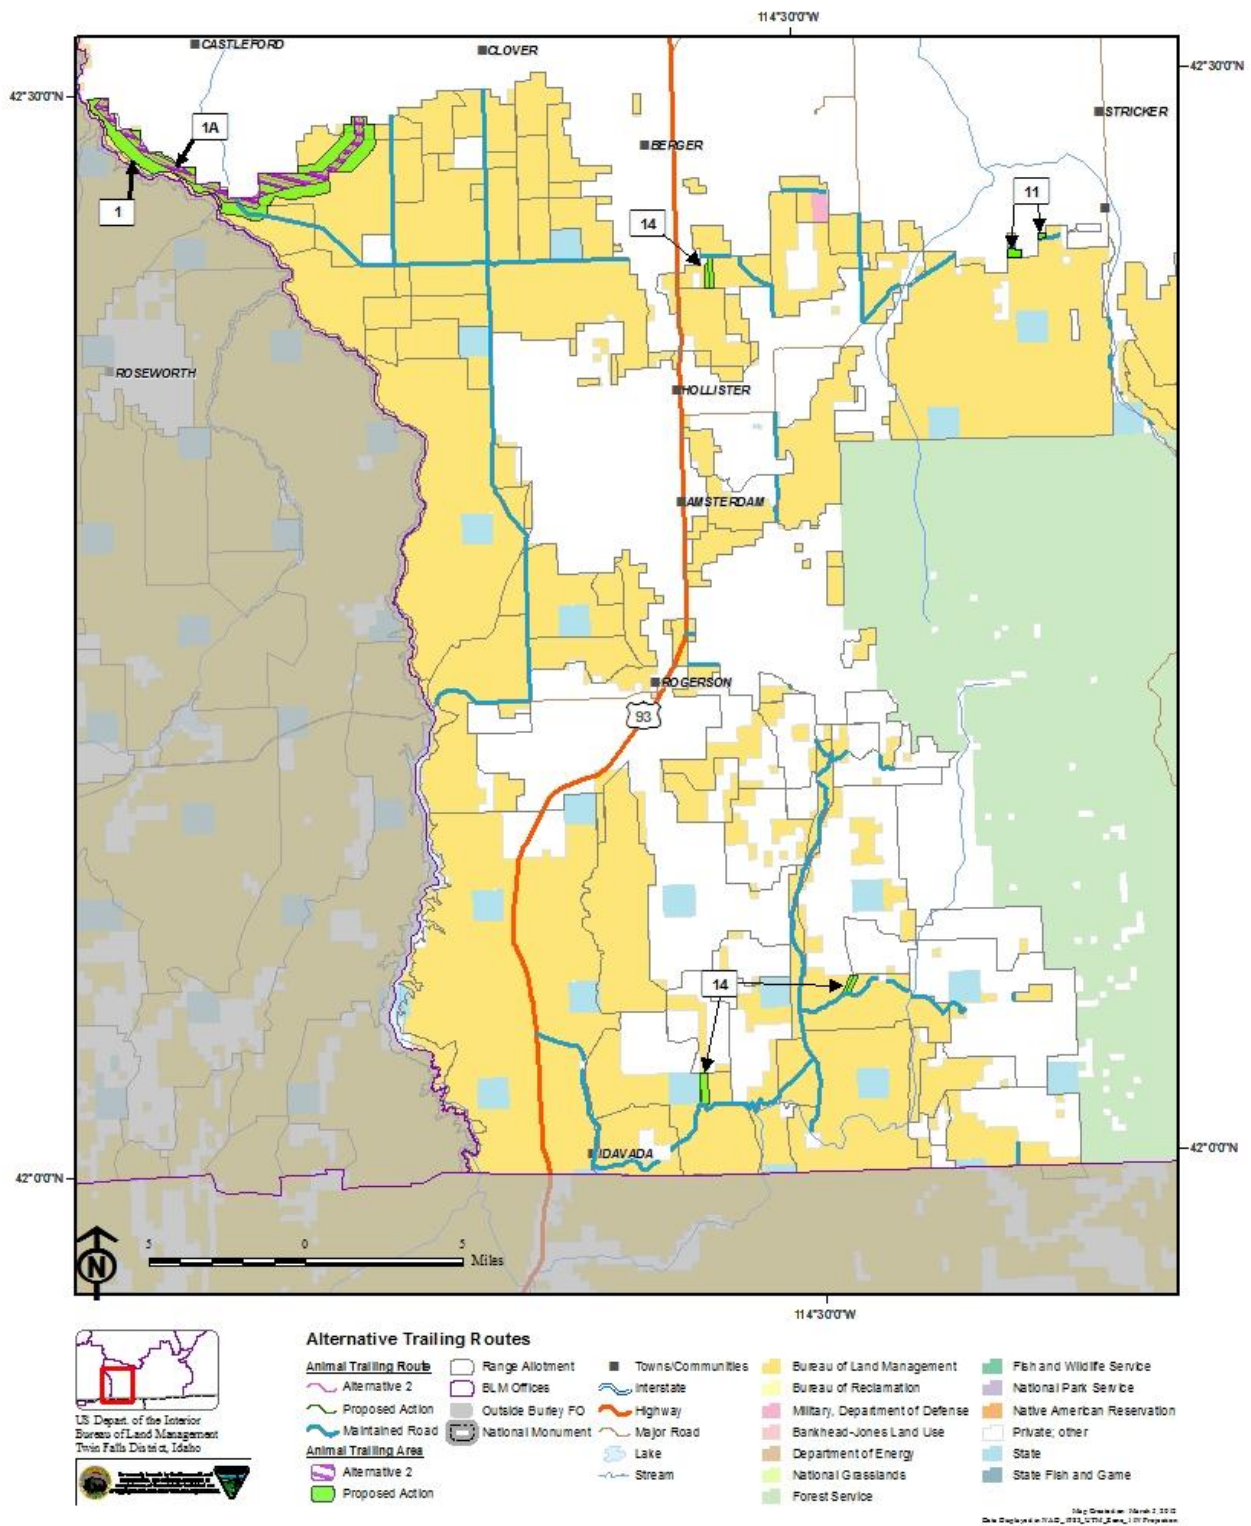 114°30'0"W
CASTLEFORD
CLOVER
42°30'0"N
42°30'0"N
STRICKER
1A
BERGER
1
14
11
ROSEWORTH
HOLLISTER
AMSTERDAM
ROGERSON
93
14
IDAVADA
42°0'0"N
42°0'0"N
N
5 0 5 Miles
114°30'0"W
Alternative Trailing Routes
Animal Trailing Route
Alternative 2
Proposed Action
Maintained Road
Animal Trailing Area
Alternative 2
Proposed Action
Range Allotment
BLM Offices
Outside Burley FO
National Monument
Towns/Communities
Interstate
Highway
Major Road
Lake
Stream
Bureau of Land Management
Bureau of Reclamation
Military, Department of Defense
Bankhead-Jones Land Use
Department of Energy
National Grasslands
Forest Service
Fish and Wildlife Service
National Park Service
Native American Reservation
Private; other
State
State Fish and Game
US Depart. of the Interior
Bureau of Land Management
Twin Falls District, Idaho